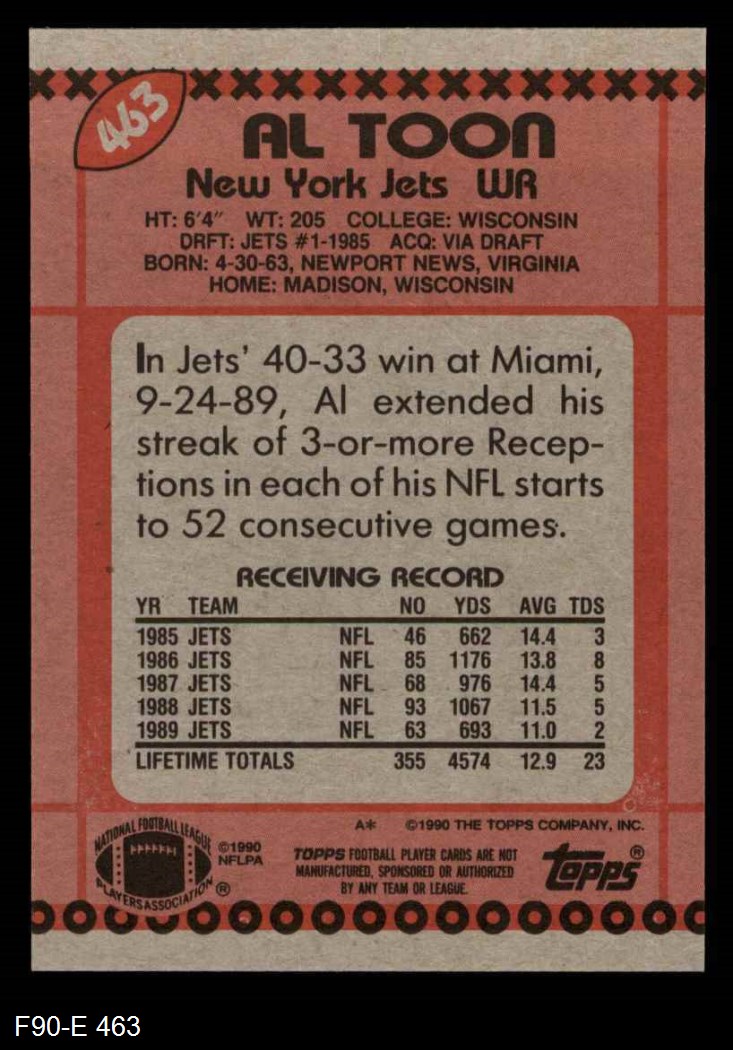 463
AL TOON
New York Jets WR
HT: 6'4" WT: 205 COLLEGE: WISCONSIN
DRFT: JETS #1-1985 ACQ: VIA DRAFT
BORN: 4-30-63, NEWPORT NEWS, VIRGINIA
HOME: MADISON, WISCONSIN
In Jets' 40-33 win at Miami,
9-24-89, Al extended his
streak of 3-or-more Recep-
tions in each of his NFL starts
to 52 consecutive games.
RECEIVING RECORD
YR TEAM NO YDS AVG TDS
1985 JETS NFL 46 662 14.4 3
1986 JETS NFL 85 1176 13.8 8
1987 JETS NFL 68 976 14.4 5
1988 JETS NFL 93 1067 11.5 5
1989 JETS NFL 63 693 11.0 2
LIFETIME TOTALS 355 4574 12.9 23
A* ©1990 THE TOPPS COMPANY, INC.
NATIONAL FOOTBALL LEAGUE
PLAYERS ASSOCIATION ®
©1990
NFLPA
TOPPS FOOTBALL PLAYER CARDS ARE NOT
MANUFACTURED, SPONSORED OR AUTHORIZED
BY ANY TEAM OR LEAGUE.
topps®
F90-E 463